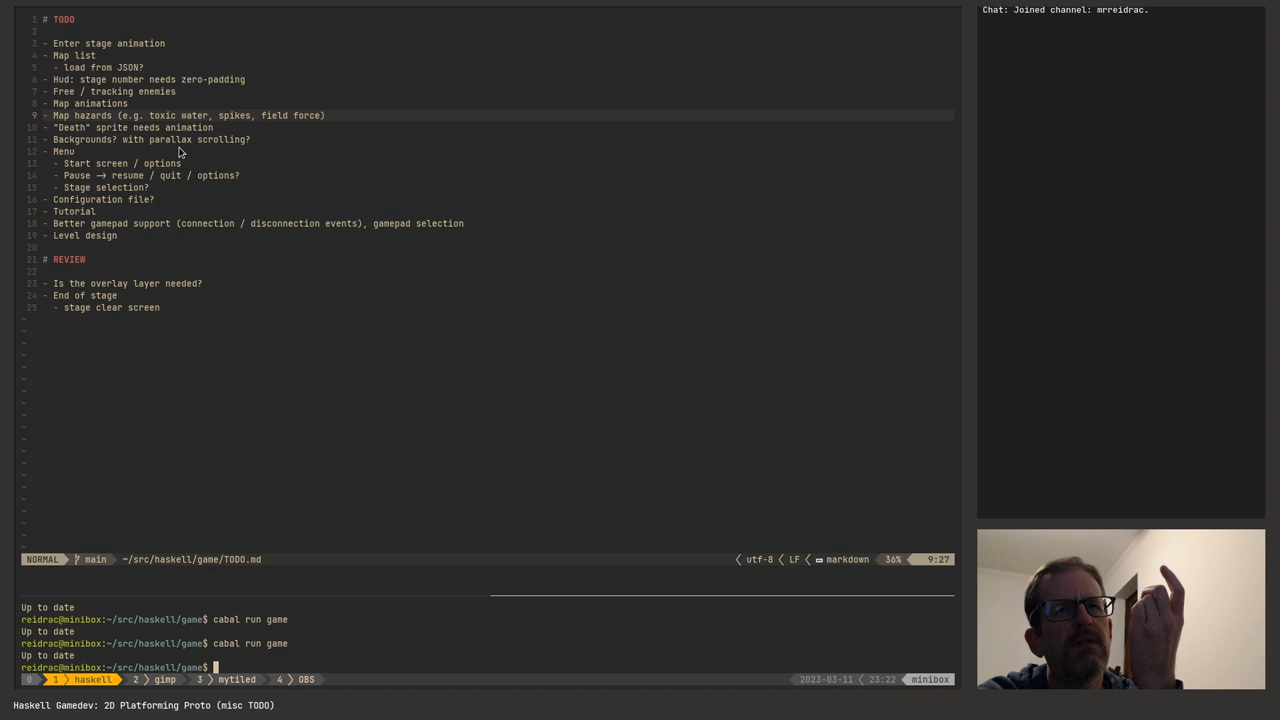 1 # TODO
2
3 - Enter stage animation
4 - Map list
5 - load from JSON?
6 - Hud: stage number needs zero-padding
7 - Free / tracking enemies
8 - Map animations
9 - Map hazards (e.g. toxic water, spikes, field force)
10 - "Death" sprite needs animation
11 - Backgrounds? with parallax scrolling?
12 - Menu
13 - Start screen / options
14 - Pause → resume / quit / options?
15 - Stage selection?
16 - Configuration file?
17 - Tutorial
18 - Better gamepad support (connection / disconnection events), gamepad selection
19 - Level design
20
21 # REVIEW
22
23 - Is the overlay layer needed?
24 - End of stage
25 - stage clear screen
NORMAL main ~/src/haskell/game/TODO.md utf-8 LF markdown 36% 9:27
Up to date
reidrac@minibox:~/src/haskell/game$ cabal run game
Up to date
reidrac@minibox:~/src/haskell/game$ cabal run game
Up to date
reidrac@minibox:~/src/haskell/game$
0 1 haskell 2 gimp 3 mytiled 4 OBS 2023-03-11 23:22 minibox
Haskell Gamedev: 2D Platforming Proto (misc TODO)
Chat: Joined channel: mrreidrac.